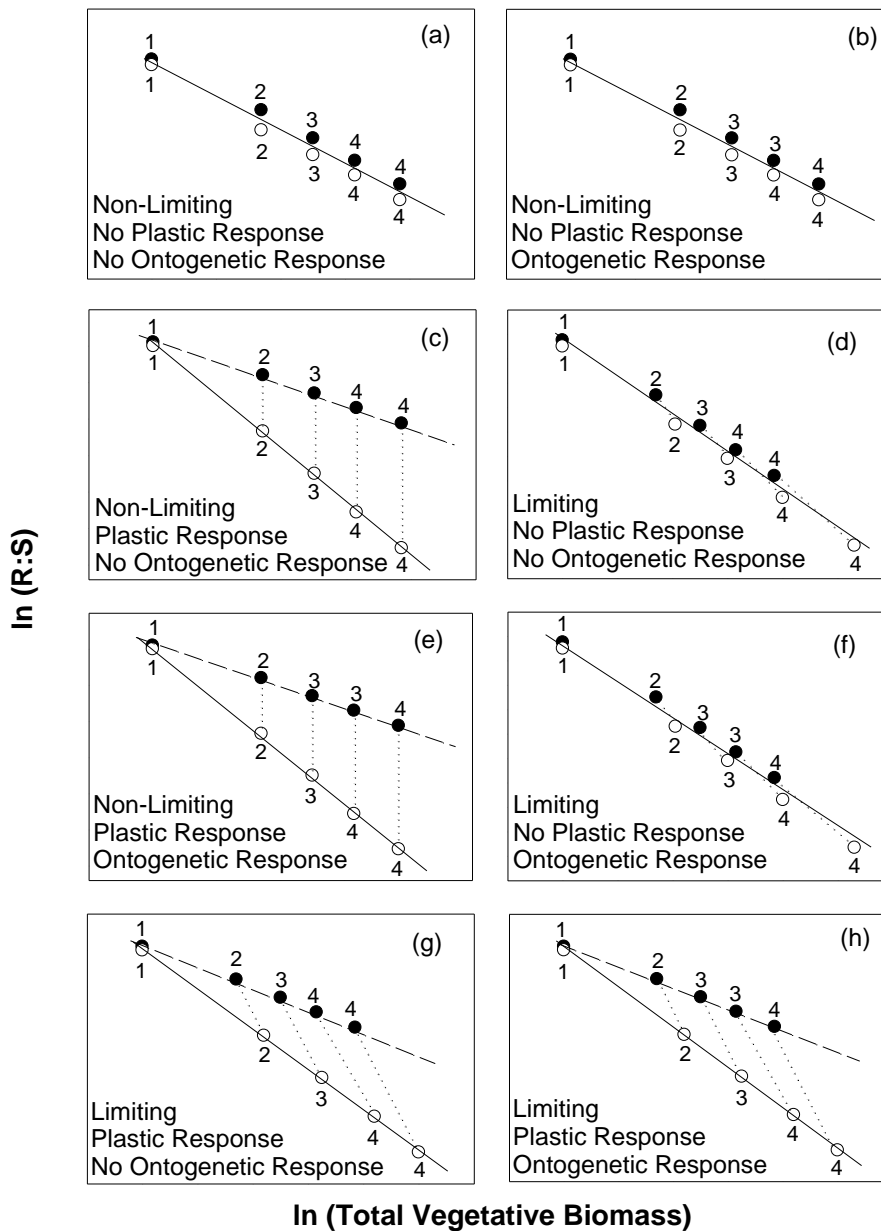 ln (R:S)
(a)
1 2 3 4 4
1 2 3 4 4
Non-Limiting
No Plastic Response
No Ontogenetic Response
(b)
1 2 3 3 4
1 2 3 4 4
Non-Limiting
No Plastic Response
Ontogenetic Response
(c)
1 2 3 4 4
1 2 3 4 4
Non-Limiting
Plastic Response
No Ontogenetic Response
(d)
1 2 3 4 4
1 2 3 4 4
Limiting
No Plastic Response
No Ontogenetic Response
(e)
1 2 3 3 4
1 2 3 4 4
Non-Limiting
Plastic Response
Ontogenetic Response
(f)
1 2 3 3 4
1 2 3 4 4
Limiting
No Plastic Response
Ontogenetic Response
(g)
1 2 3 4 4
1 2 3 4 4
Limiting
Plastic Response
No Ontogenetic Response
(h)
1 2 3 3 4
1 2 3 4 4
Limiting
Plastic Response
Ontogenetic Response
ln (Total Vegetative Biomass)